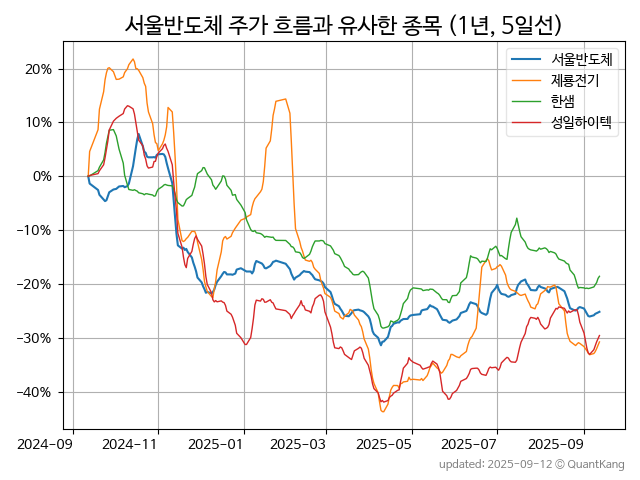 서울반도체 주가 흐름과 유사한 종목 (1년, 5일선)
서울반도체
제룡전기
한샘
성일하이텍
20%
10%
0%
−10%
−20%
−30%
−40%
2024-09 2024-11 2025-01 2025-03 2025-05 2025-07 2025-09
updated: 2025-09-12 © QuantKang